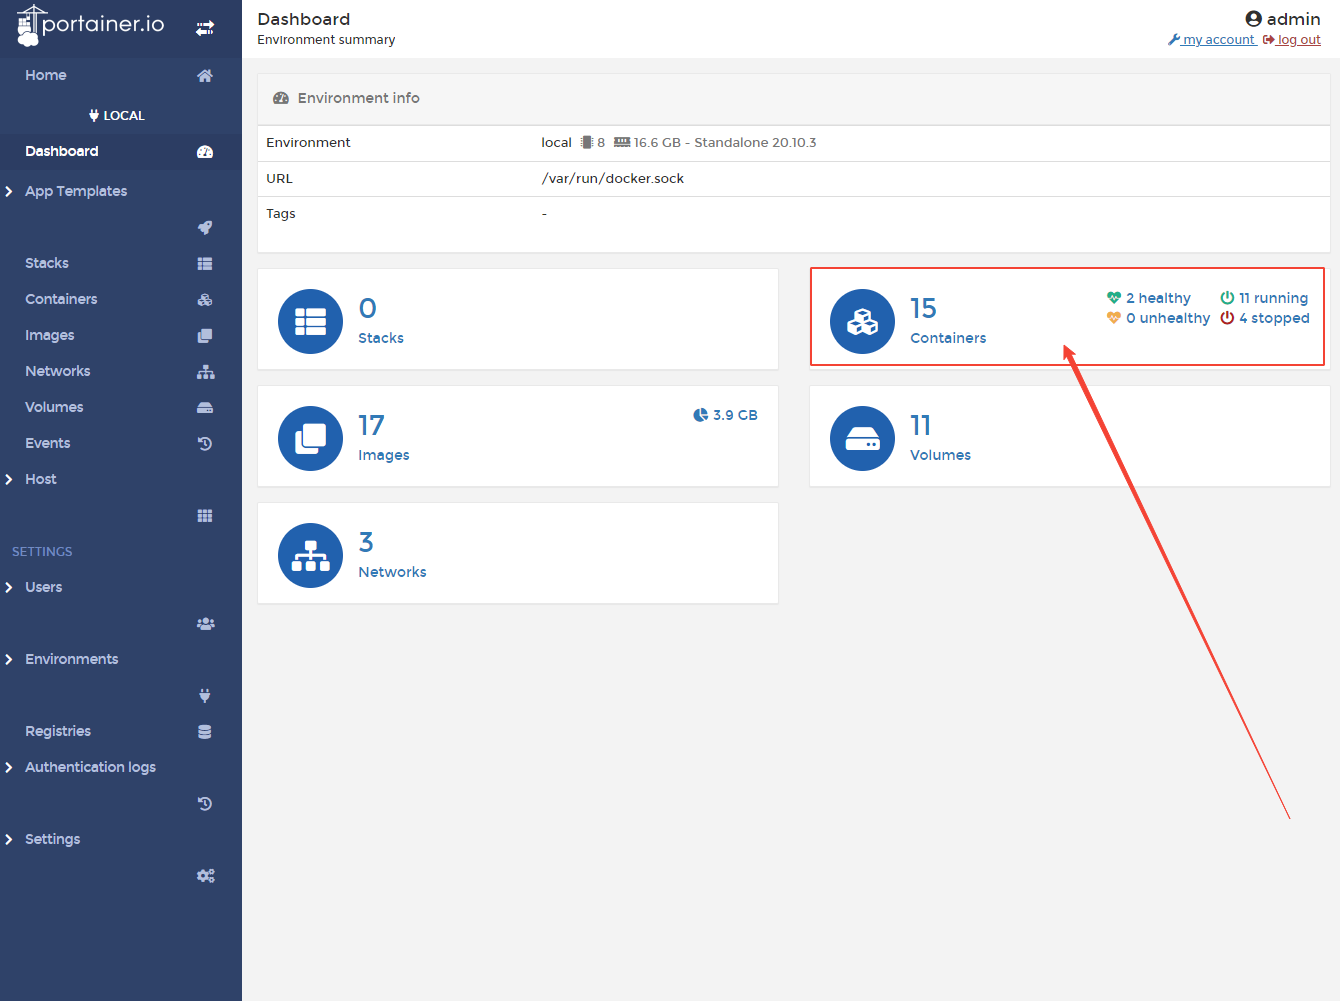 portainer.io
Home
LOCAL
Dashboard
App Templates
Stacks
Containers
Images
Networks
Volumes
Events
Host
SETTINGS
Users
Environments
Registries
Authentication logs
Settings
Dashboard
Environment summary
admin
my account log out
Environment info
Environment local 8 16.6 GB - Standalone 20.10.3
URL /var/run/docker.sock
Tags -
0
Stacks
15
Containers
2 healthy 11 running
0 unhealthy 4 stopped
17
Images
3.9 GB
11
Volumes
3
Networks